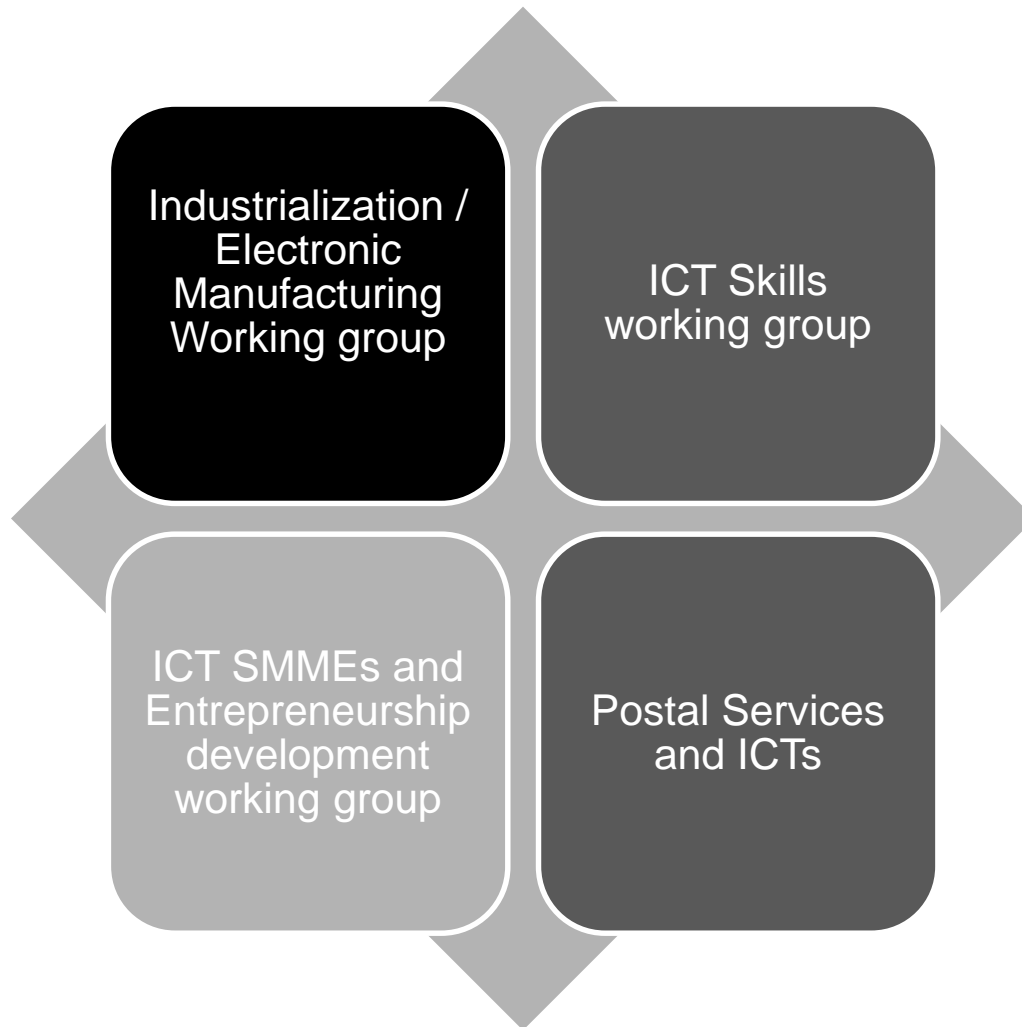 Industrialization /
Electronic
Manufacturing
Working group
ICT Skills
working group
ICT SMMEs and
Entrepreneurship
development
working group
Postal Services
and ICTs